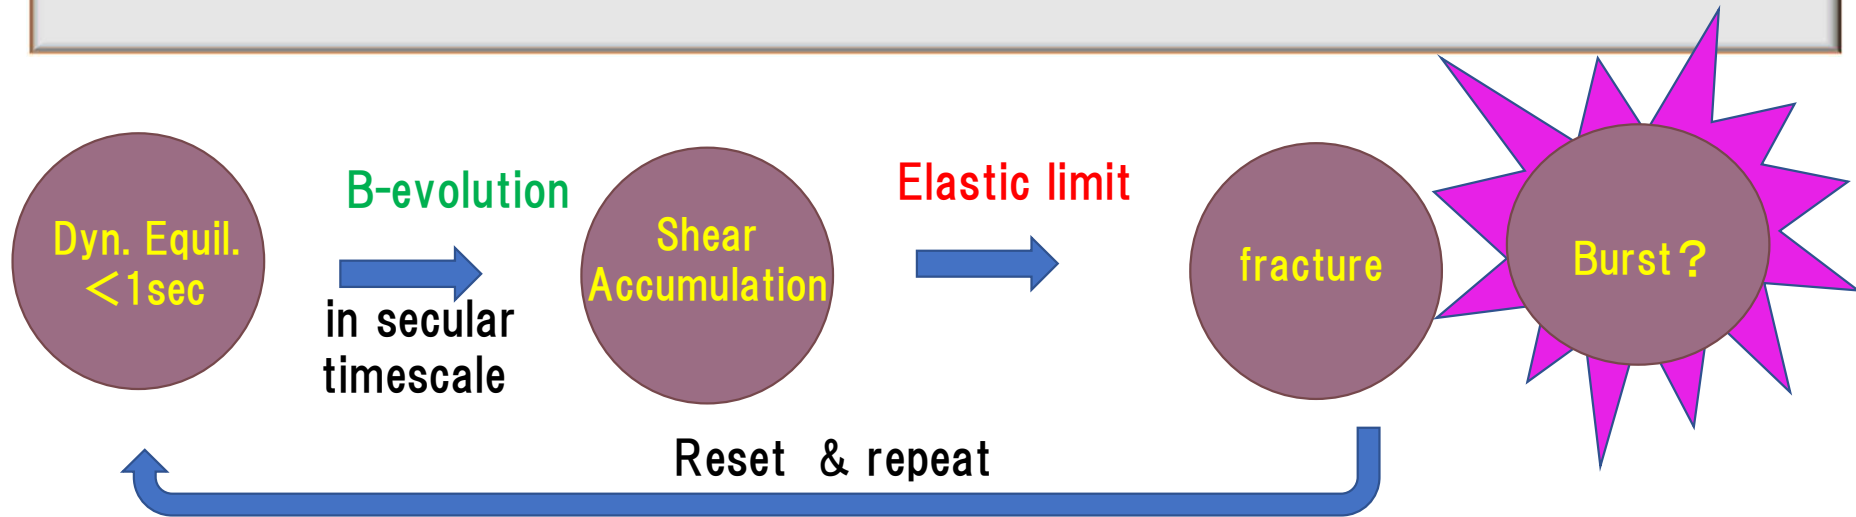 Dyn. Equil.
＜1sec
B-evolution
in secular
timescale
Shear
Accumulation
Elastic limit
fracture
Burst？
Reset ＆ repeat